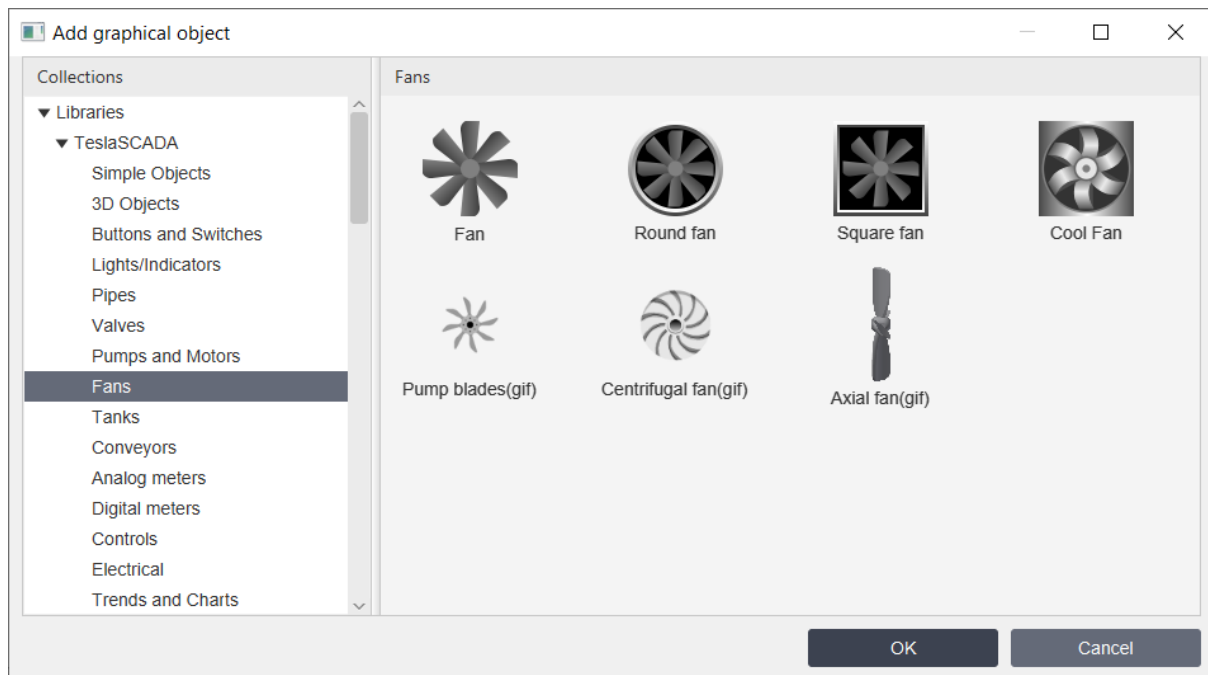 Add graphical object
Collections
Libraries
TeslaSCADA
Simple Objects
3D Objects
Buttons and Switches
Lights/Indicators
Pipes
Valves
Pumps and Motors
Fans
Tanks
Conveyors
Analog meters
Digital meters
Controls
Electrical
Trends and Charts
Fans
Fan
Round fan
Square fan
Cool Fan
Pump blades(gif)
Centrifugal fan(gif)
Axial fan(gif)
OK
Cancel